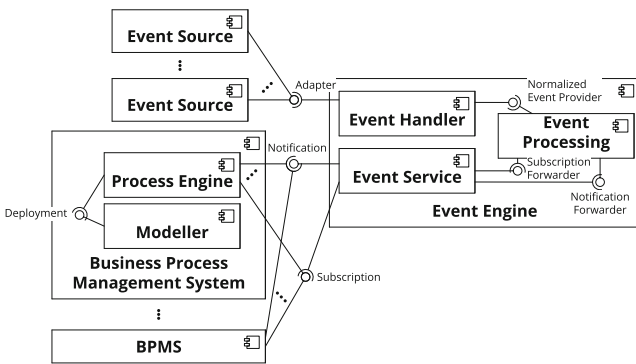 Event Source
Event Source
Adapter
Normalized
Event Provider
Event Handler
Event
Processing
Notification
Process Engine
Event Service
Subscription
Forwarder
Deployment
Modeller
Event Engine
Notification
Forwarder
Business Process
Management System
Subscription
BPMS